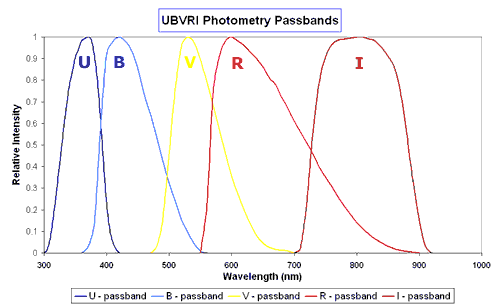 UBVRI Photometry Passbands
U B V R I
Relative Intensity
1
0.9
0.8
0.7
0.6
0.5
0.4
0.3
0.2
0.1
0
300 400 500 600 700 800 900 1000
Wavelength (nm)
U - passband B - passband V - passband R - passband I - passband